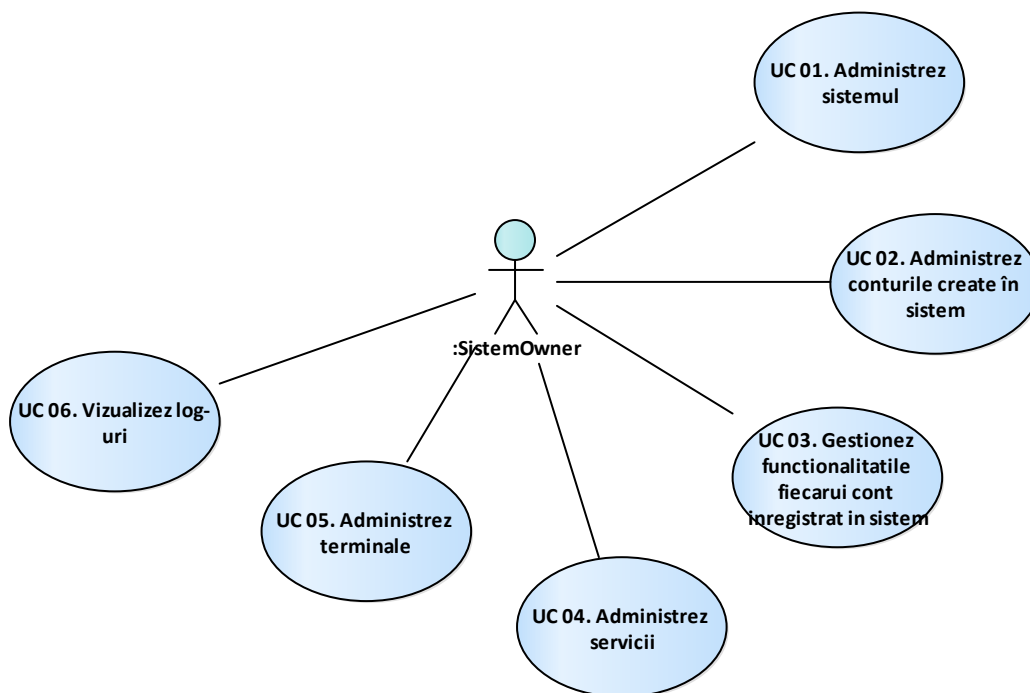 UC 01. Administrez
sistemul
UC 02. Administrez
conturile create în
sistem
:SistemOwner
UC 06. Vizualizez log-
uri
UC 03. Gestionez
functionalitatile
fiecarui cont
inregistrat in sistem
UC 05. Administrez
terminale
UC 04. Administrez
servicii